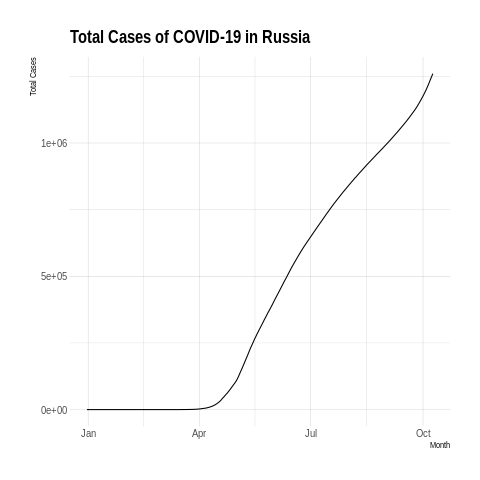 Total Cases of COVID-19 in Russia
Total Cases
1e+06
5e+05
0e+00
Jan Apr Jul Oct
Month